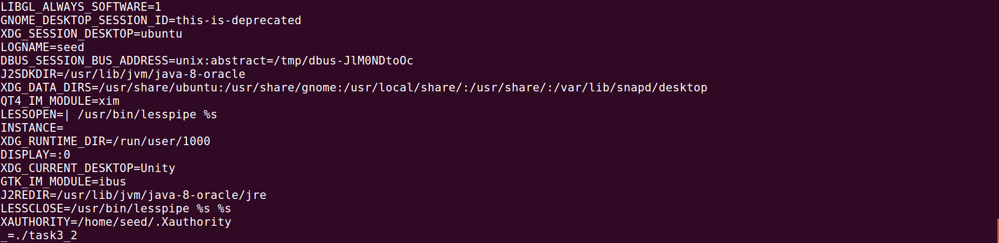 LIBGL_ALWAYS_SOFTWARE=1
GNOME_DESKTOP_SESSION_ID=this-is-deprecated
XDG_SESSION_DESKTOP=ubuntu
LOGNAME=seed
DBUS_SESSION_BUS_ADDRESS=unix:abstract=/tmp/dbus-JlM0NDtoOc
J2SDKDIR=/usr/lib/jvm/java-8-oracle
XDG_DATA_DIRS=/usr/share/ubuntu:/usr/share/gnome:/usr/local/share/:/usr/share/:/var/lib/snapd/desktop
QT4_IM_MODULE=xim
LESSOPEN=| /usr/bin/lesspipe %s
INSTANCE=
XDG_RUNTIME_DIR=/run/user/1000
DISPLAY=:0
XDG_CURRENT_DESKTOP=Unity
GTK_IM_MODULE=ibus
J2REDIR=/usr/lib/jvm/java-8-oracle/jre
LESSCLOSE=/usr/bin/lesspipe %s %s
XAUTHORITY=/home/seed/.Xauthority
_=./task3_2